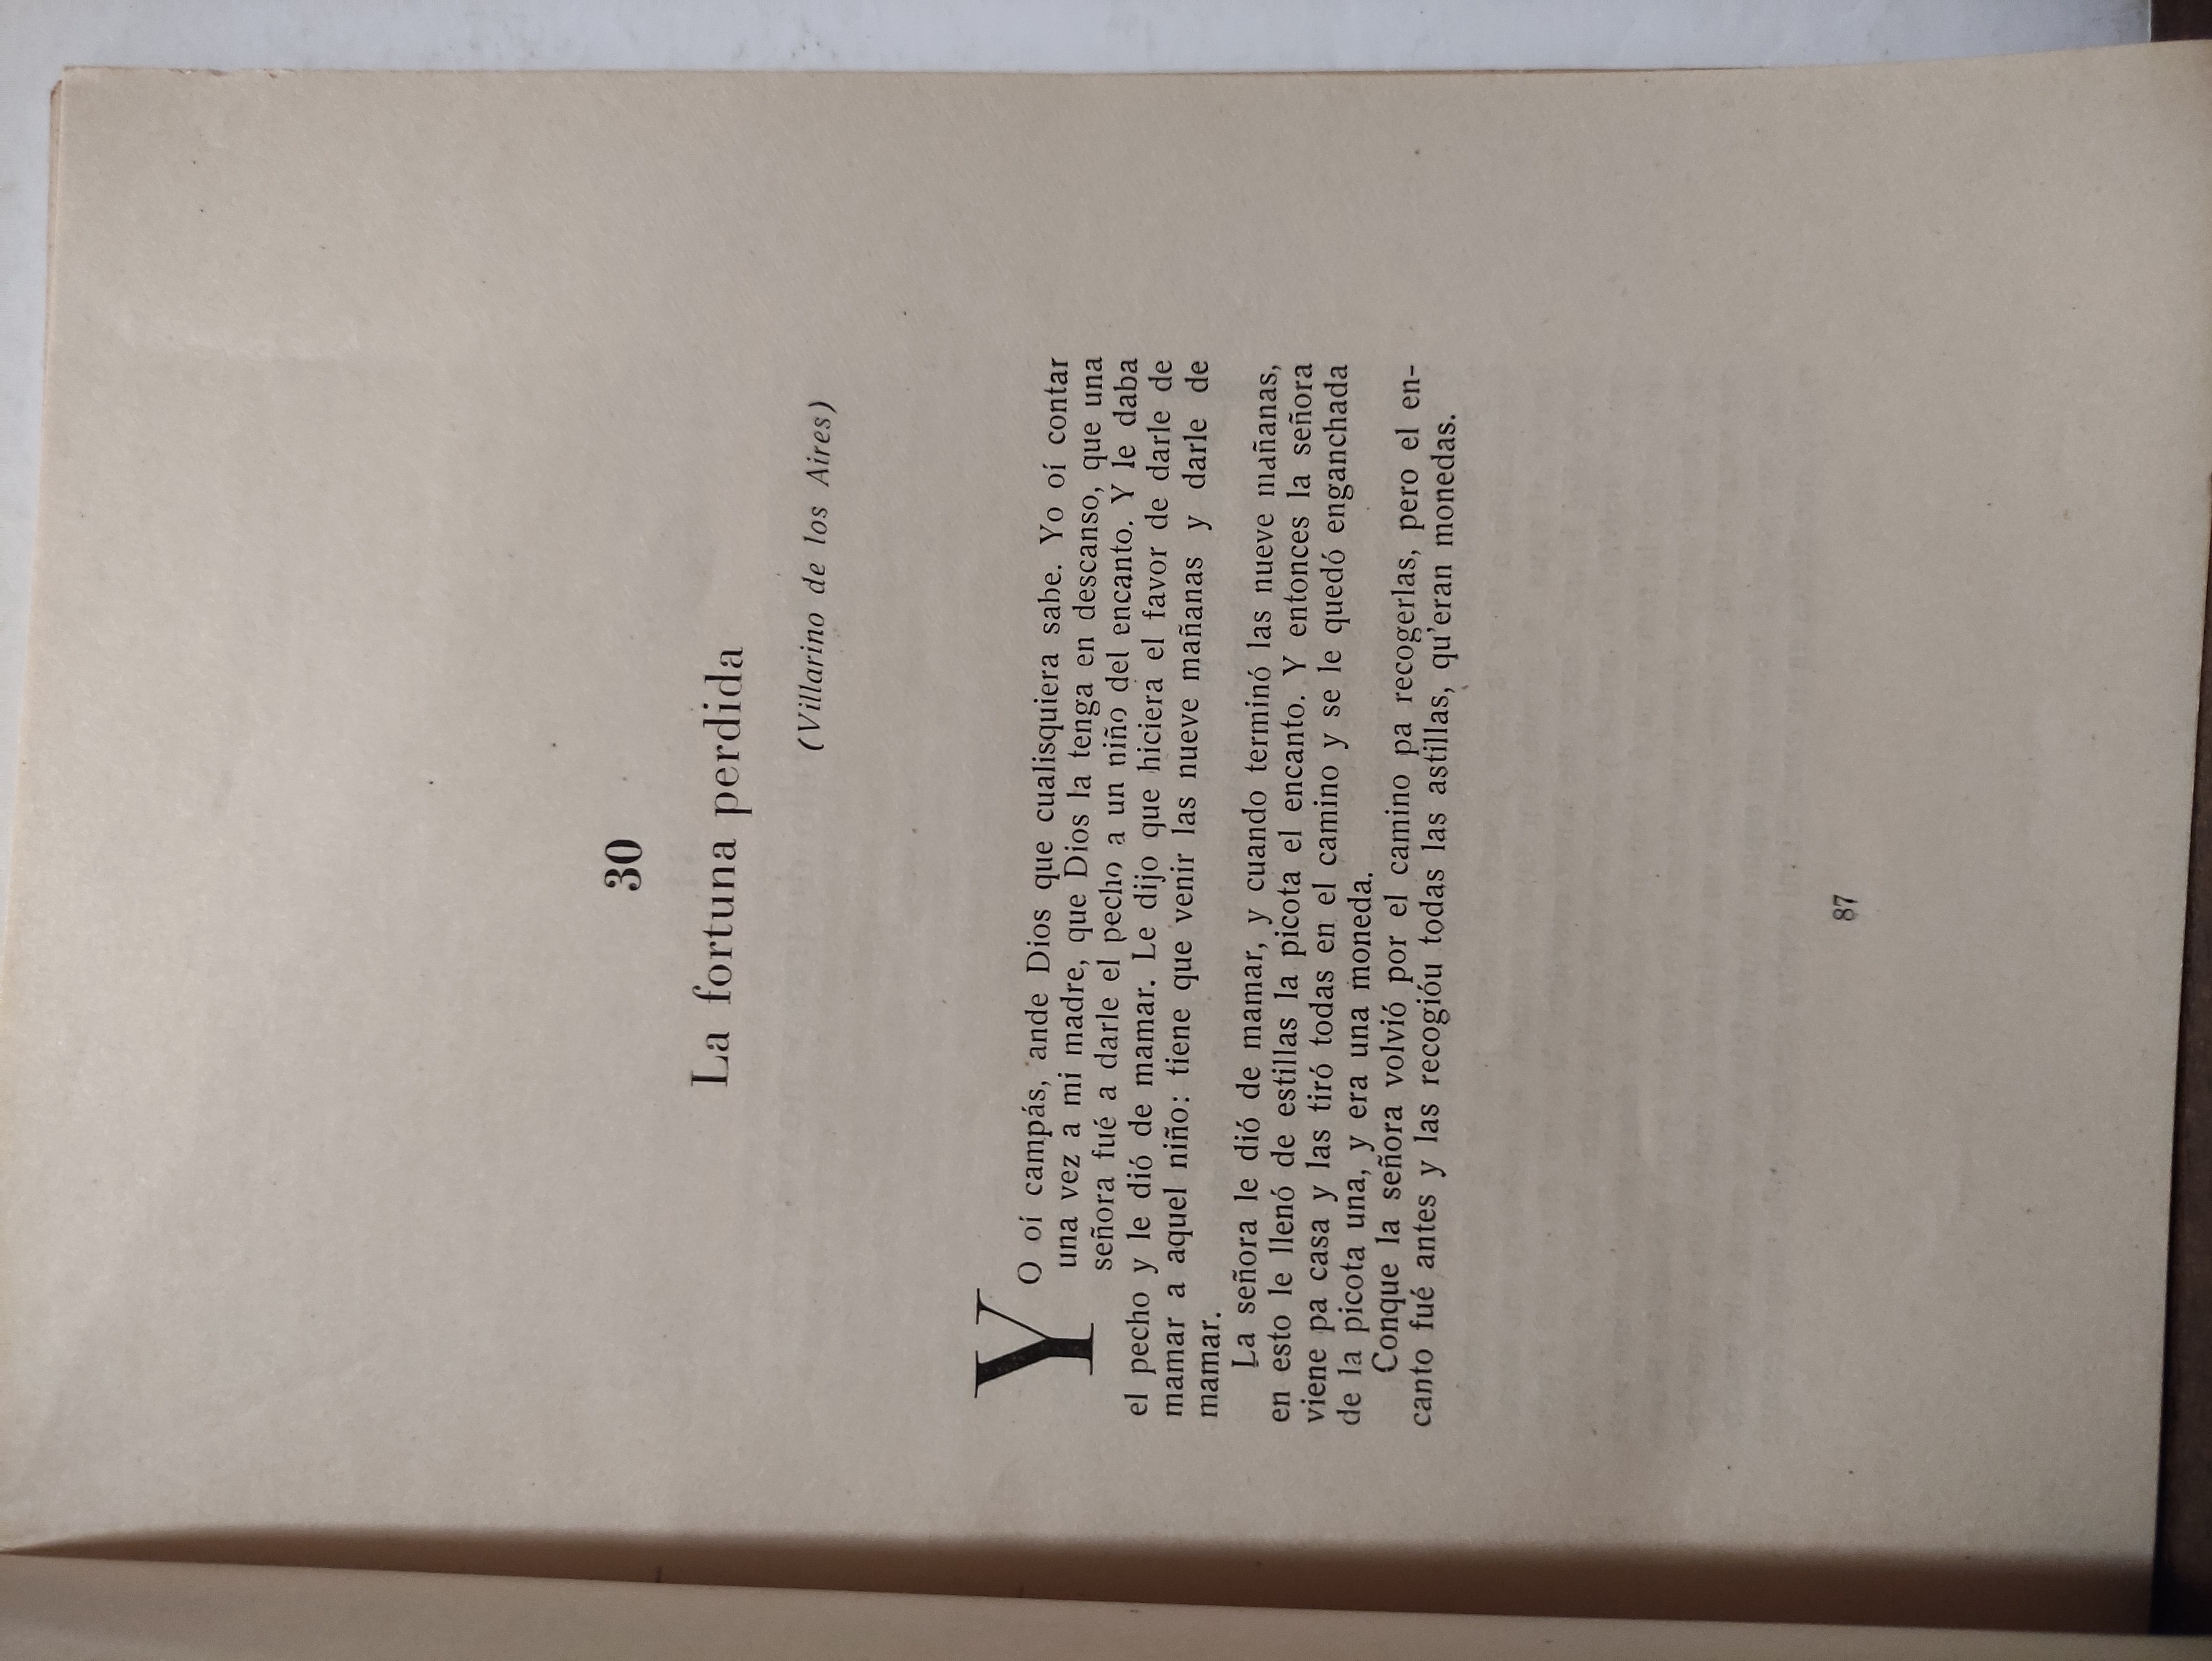 30
La fortuna perdida
(Villarino de los Aires)
YO oí campás, ande Dios que cualisquiera sabe. Yo oí contar
una vez a mi madre, que Dios la tenga en descanso, que una
señora fué a darle el pecho a un niño del encanto. Y le daba
el pecho y le dió de mamar. Le dijo que hiciera el favor de darle de
mamar a aquel niño: tiene que venir las nueve mañanas y darle de
mamar.
La señora le dió de mamar, y cuando terminó las nueve mañanas,
en esto le llenó de estillas la picota el encanto. Y entonces la señora
viene pa casa y las tiró todas en el camino y se le quedó enganchada
de la picota una, y era una moneda.
Conque la señora volvió por el camino pa recogerlas, pero el en-
canto fué antes y las recogióu todas las astillas, qu'eran monedas.
87